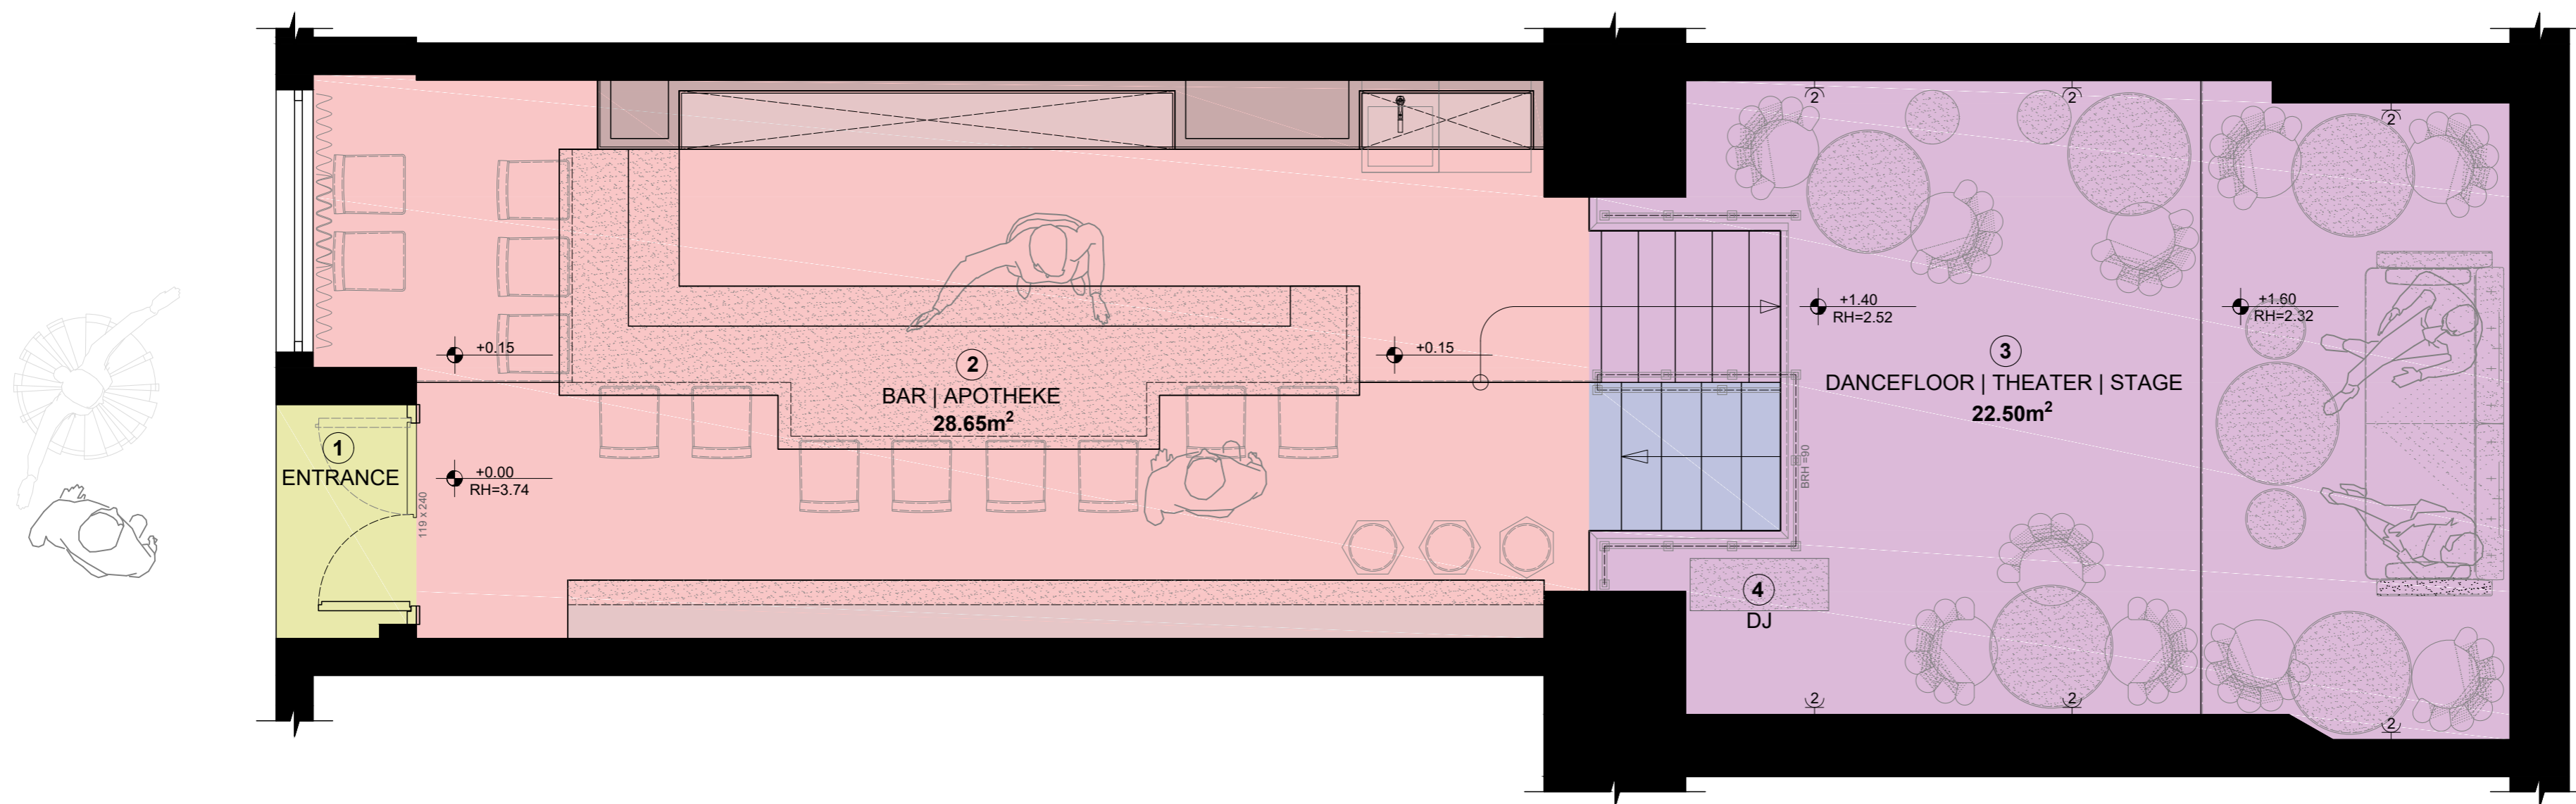 2
2
2
+1.40
RH=2.52
+1.60
RH=2.32
+0.15
+0.15
2
BAR | APOTHEKE
28.65m²
3
DANCEFLOOR | THEATER | STAGE
22.50m²
1
ENTRANCE
+0.00
RH=3.74
119 x 240
BRH =90
4
DJ
2
2
2